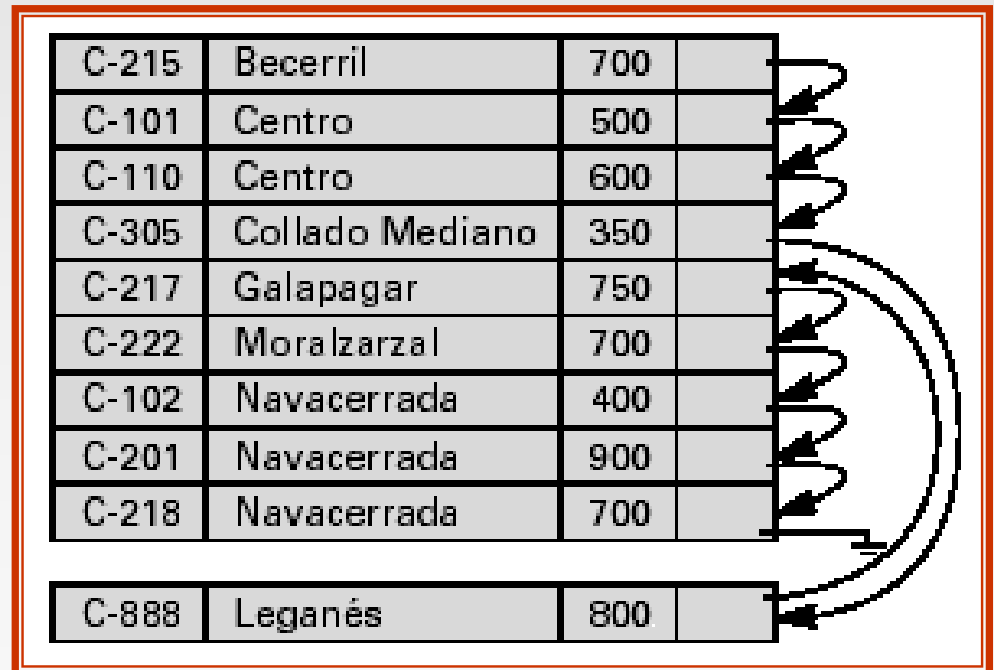 C-215 Becerril 700
C-101 Centro 500
C-110 Centro 600
C-305 Collado Mediano 350
C-217 Galapagar 750
C-222 Moralzarzal 700
C-102 Navacerrada 400
C-201 Navacerrada 900
C-218 Navacerrada 700
C-888 Leganés 800